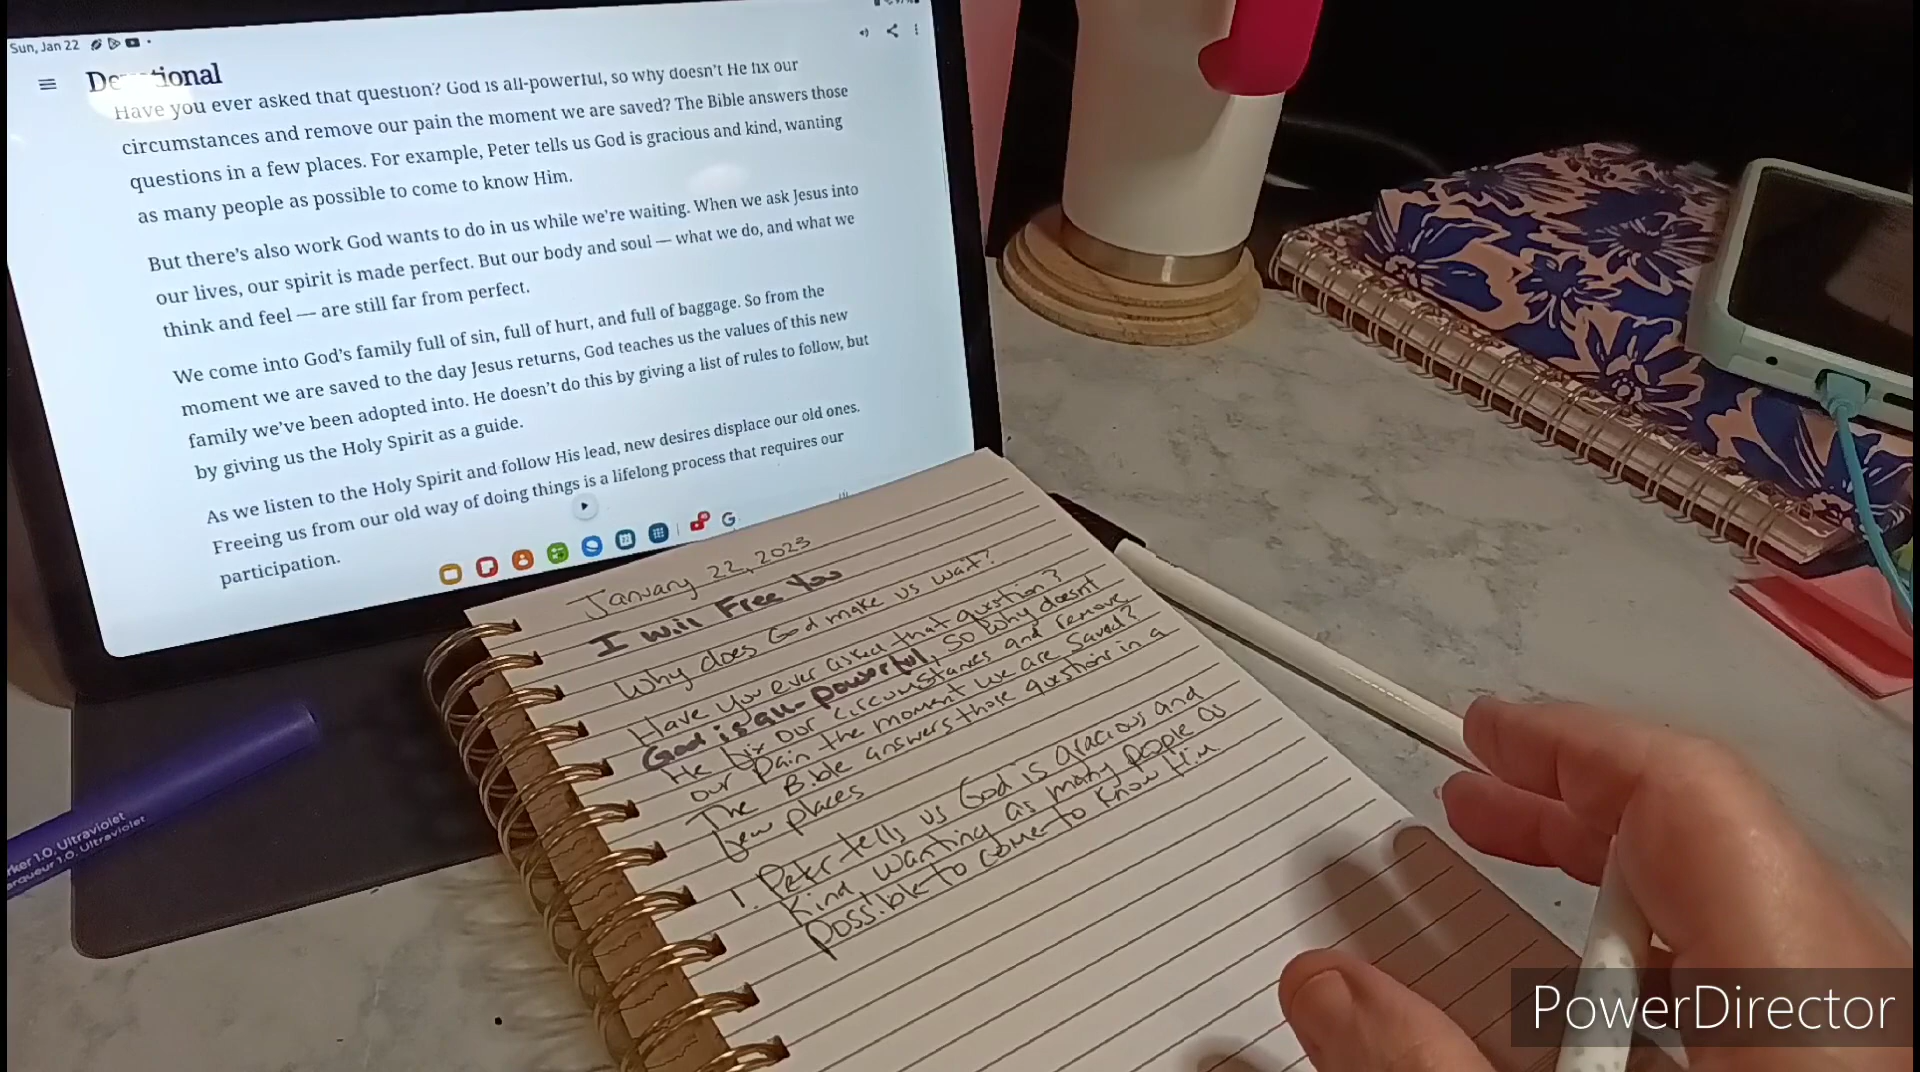 Sun, Jan 22
Devotional
Have you ever asked that question? God is all-powerful, so why doesn't He fix our
circumstances and remove our pain the moment we are saved? The Bible answers those
questions in a few places. For example, Peter tells us God is gracious and kind, wanting
as many people as possible to come to know Him.
But there's also work God wants to do in us while we're waiting. When we ask Jesus into
our lives, our spirit is made perfect. But our body and soul — what we do, and what we
think and feel — are still far from perfect.
We come into God's family full of sin, full of hurt, and full of baggage. So from the
moment we are saved to the day Jesus returns, God teaches us the values of this new
family we've been adopted into. He doesn't do this by giving a list of rules to follow, but
by giving us the Holy Spirit as a guide.
As we listen to the Holy Spirit and follow His lead, new desires displace our old ones.
Freeing us from our old way of doing things is a lifelong process that requires our
participation.
January 22, 2023
I will Free You
Why does God make us wait?
Have you ever asked that question?
God is all-powerful, so why doesn't
He fix our circumstances and remove
our pain the moment we are saved?
The Bible answers those questions in a
few places
1. Peter tells us God is gracious and
kind, wanting as many people as
possible to come to know Him
ker 1.0, Ultraviolet
arqueur 1.0, Ultraviolet
PowerDirector